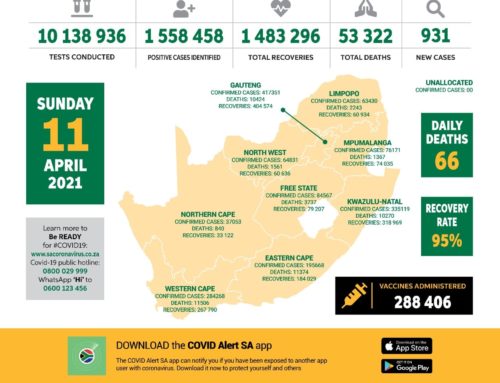 10 138 936
TESTS CONDUCTED
1 558 458
POSITIVE CASES IDENTIFIED
1 483 296
TOTAL RECOVERIES
53 322
TOTAL DEATHS
931
NEW CASES
SUNDAY
11
APRIL
2021
GAUTENG
CONFIRMED CASES: 417351
DEATHS: 10424
RECOVERIES: 404 574
LIMPOPO
CONFIRMED CASES: 63430
DEATHS: 2243
RECOVERIES: 60 934
UNALLOCATED
CONFIRMED CASES: 00
MPUMALANGA
CONFIRMED CASES: 76171
DEATHS: 1367
RECOVERIES: 74 035
DAILY
DEATHS
66
NORTH WEST
CONFIRMED CASES: 64831
DEATHS: 1561
RECOVERIES: 60 636
FREE STATE
CONFIRMED CASES: 84567
DEATHS: 3737
RECOVERIES: 79 207
KWAZULU-NATAL
CONFIRMED CASES: 335119
DEATHS: 10270
RECOVERIES: 318 969
RECOVERY
RATE
95%
NORTHERN CAPE
CONFIRMED CASES: 37053
DEATHS: 840
RECOVERIES: 33 122
EASTERN CAPE
CONFIRMED CASES: 195668
DEATHS: 11374
RECOVERIES: 184 029
WESTERN CAPE
CONFIRMED CASES: 284268
DEATHS: 11506
RECOVERIES: 267 790
Learn more to
Be READY
for #COVID19:
www.sacoronavirus.co.za
Covid-19 public hotline:
0800 029 999
WhatsApp 'Hi' to
0600 123 456
VACCINES ADMINISTERED
288 406
DOWNLOAD the COVID Alert SA app
The COVID Alert SA app can notify you if you have been exposed to another app
user with coronavirus. Download it now to protect yourself and others
Download on the
App Store
GET IT ON
Google Play